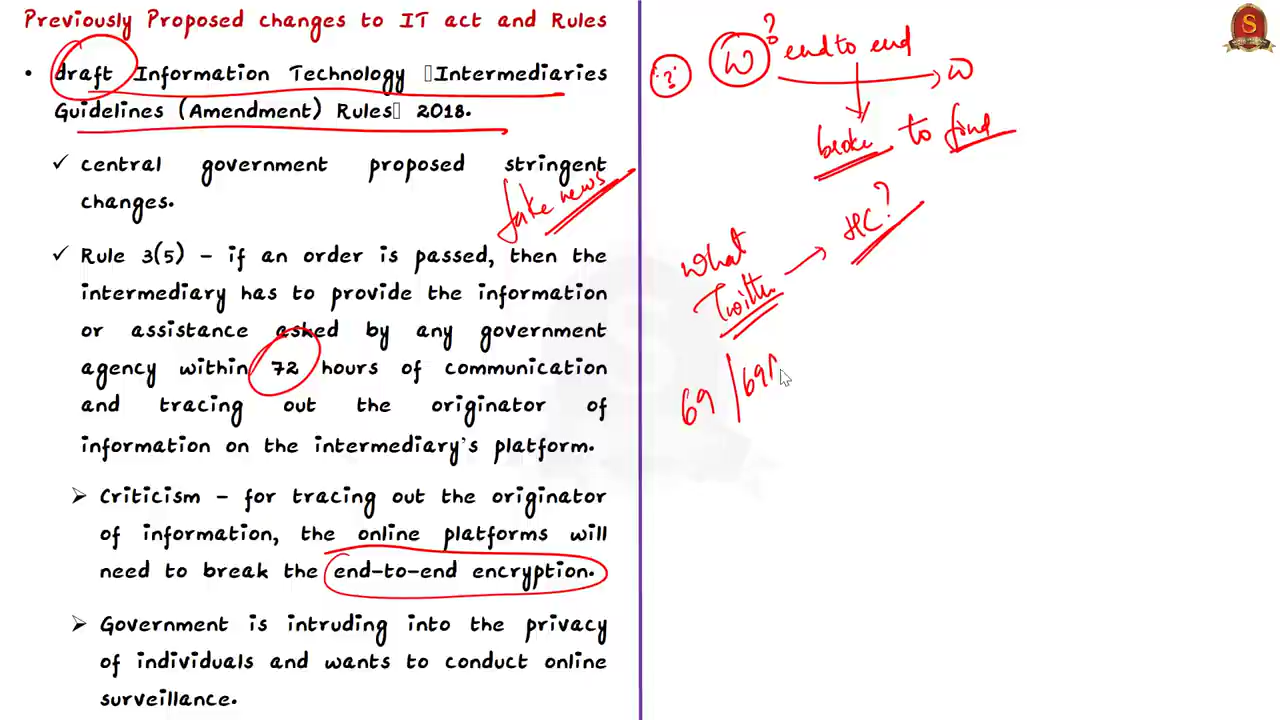 Previously Proposed changes to IT act and Rules
• draft Information Technology (Intermediaries
Guidelines (Amendment) Rules) 2018.
✓ central government proposed stringent
changes.
fake news
✓ Rule 3(5) – if an order is passed, then the
intermediary has to provide the information
or assistance asked by any government
agency within 72 hours of communication
and tracing out the originator of
information on the intermediary's platform.
➢ Criticism – for tracing out the originator
of information, the online platforms will
need to break the end-to-end encryption.
➢ Government is intruding into the privacy
of individuals and wants to conduct online
surveillance.
? W ? end to end W
broke to find
What
Twitter → HC?
69 / 69
S